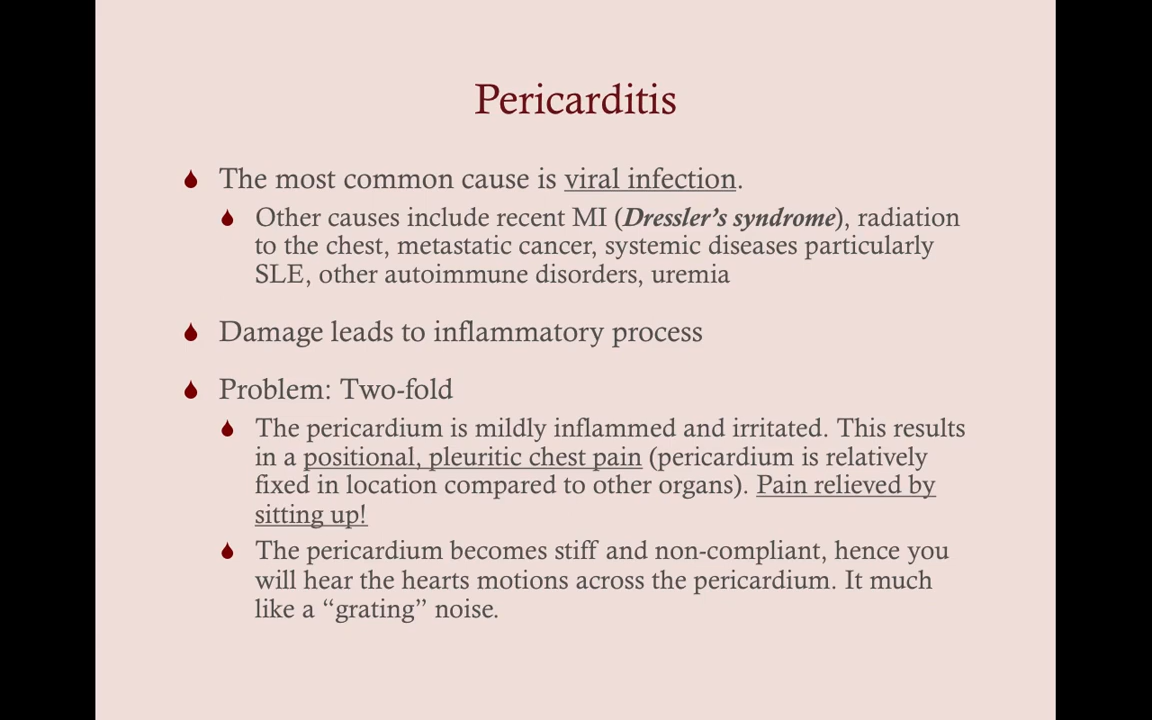 Pericarditis
The most common cause is viral infection.
Other causes include recent MI (Dressler’s syndrome), radiation
to the chest, metastatic cancer, systemic diseases particularly
SLE, other autoimmune disorders, uremia
Damage leads to inflammatory process
Problem: Two-fold
The pericardium is mildly inflammed and irritated. This results
in a positional, pleuritic chest pain (pericardium is relatively
fixed in location compared to other organs). Pain relieved by
sitting up!
The pericardium becomes stiff and non-compliant, hence you
will hear the hearts motions across the pericardium. It much
like a “grating” noise.